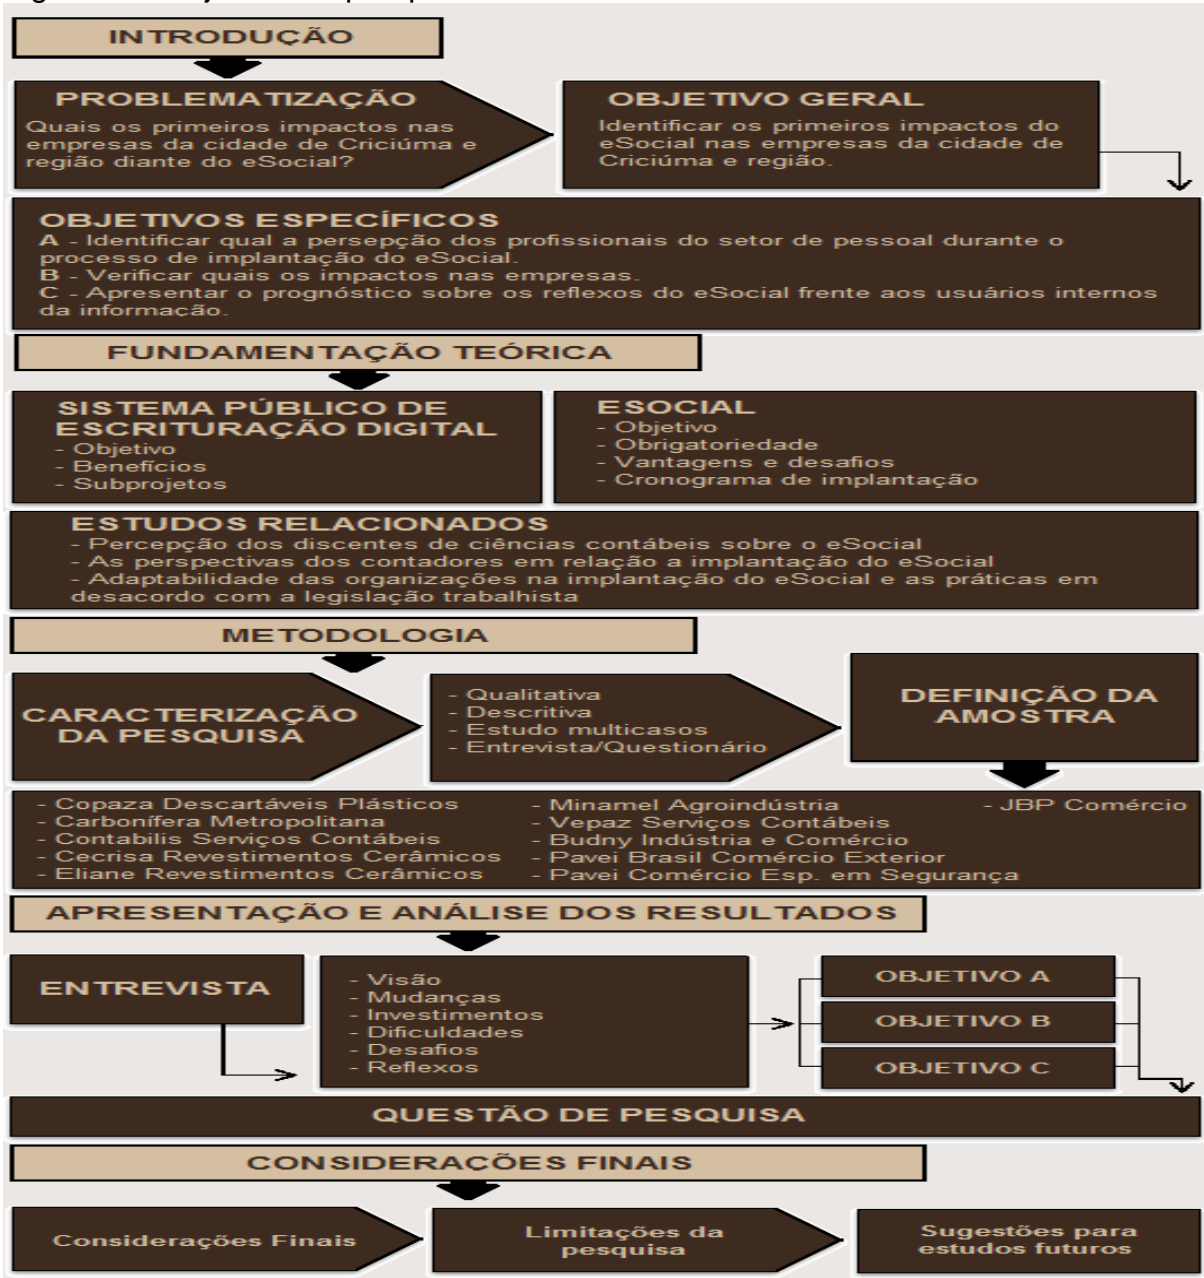 INTRODUÇÃO
PROBLEMATIZAÇÃO
Quais os primeiros impactos nas
empresas da cidade de Criciúma e
região diante do eSocial?
OBJETIVO GERAL
Identificar os primeiros impactos do
eSocial nas empresas da cidade de
Criciúma e região.
OBJETIVOS ESPECÍFICOS
A - Identificar qual a persepção dos profissionais do setor de pessoal durante o
processo de implantação do eSocial.
B - Verificar quais os impactos nas empresas.
C - Apresentar o prognóstico sobre os reflexos do eSocial frente aos usuários internos
da informação.
FUNDAMENTAÇÃO TEÓRICA
SISTEMA PÚBLICO DE
ESCRITURAÇÃO DIGITAL
- Objetivo
- Benefícios
- Subprojetos
ESOCIAL
- Objetivo
- Obrigatoriedade
- Vantagens e desafios
- Cronograma de implantação
ESTUDOS RELACIONADOS
- Percepção dos discentes de ciências contábeis sobre o eSocial
- As perspectivas dos contadores em relação a implantação do eSocial
- Adaptabilidade das organizações na implantação do eSocial e as práticas em
desacordo com a legislação trabalhista
METODOLOGIA
CARACTERIZAÇÃO
DA PESQUISA
- Qualitativa
- Descritiva
- Estudo multicasos
- Entrevista/Questionário
DEFINIÇÃO DA
AMOSTRA
- Copaza Descartáveis Plásticos
- Carbonífera Metropolitana
- Contabilis Serviços Contábeis
- Cecrisa Revestimentos Cerâmicos
- Eliane Revestimentos Cerâmicos
- Minamel Agroindústria
- Vepaz Serviços Contábeis
- Budny Indústria e Comércio
- Pavei Brasil Comércio Exterior
- Pavei Comércio Esp. em Segurança
- JBP Comércio
APRESENTAÇÃO E ANÁLISE DOS RESULTADOS
ENTREVISTA
- Visão
- Mudanças
- Investimentos
- Dificuldades
- Desafios
- Reflexos
OBJETIVO A
OBJETIVO B
OBJETIVO C
QUESTÃO DE PESQUISA
CONSIDERAÇÕES FINAIS
Considerações Finais
Limitações da
pesquisa
Sugestões para
estudos futuros